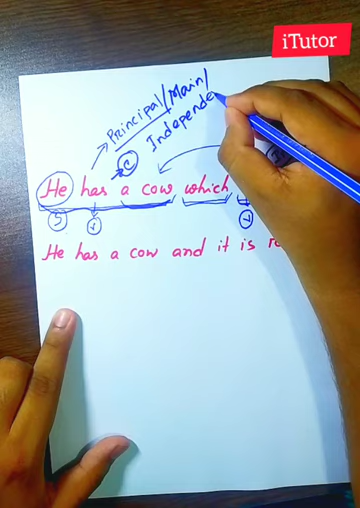 iTutor
Principal/Main/
Independe
C
He has a cow which
S V V
He has a cow and it is